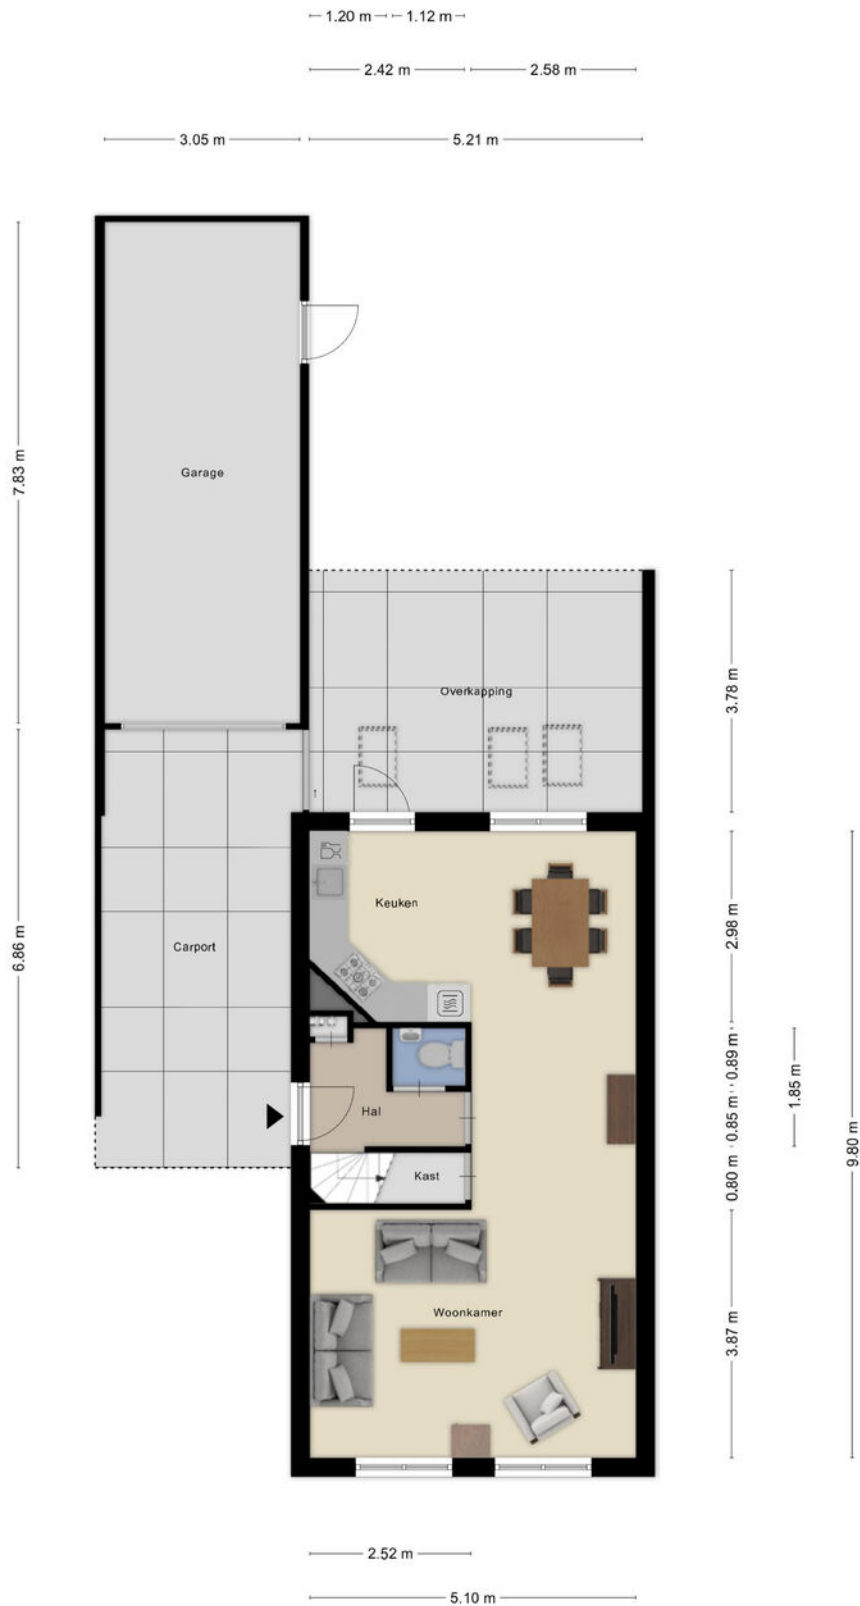 1.20 m
1.12 m
2.42 m
2.58 m
3.05 m
5.21 m
7.83 m
Garage
Overkapping
3.78 m
Keuken
2.98 m
Carport
6.86 m
0.89 m
1.85 m
Hal
0.85 m
9.80 m
Kast
0.80 m
Woonkamer
3.87 m
2.52 m
5.10 m